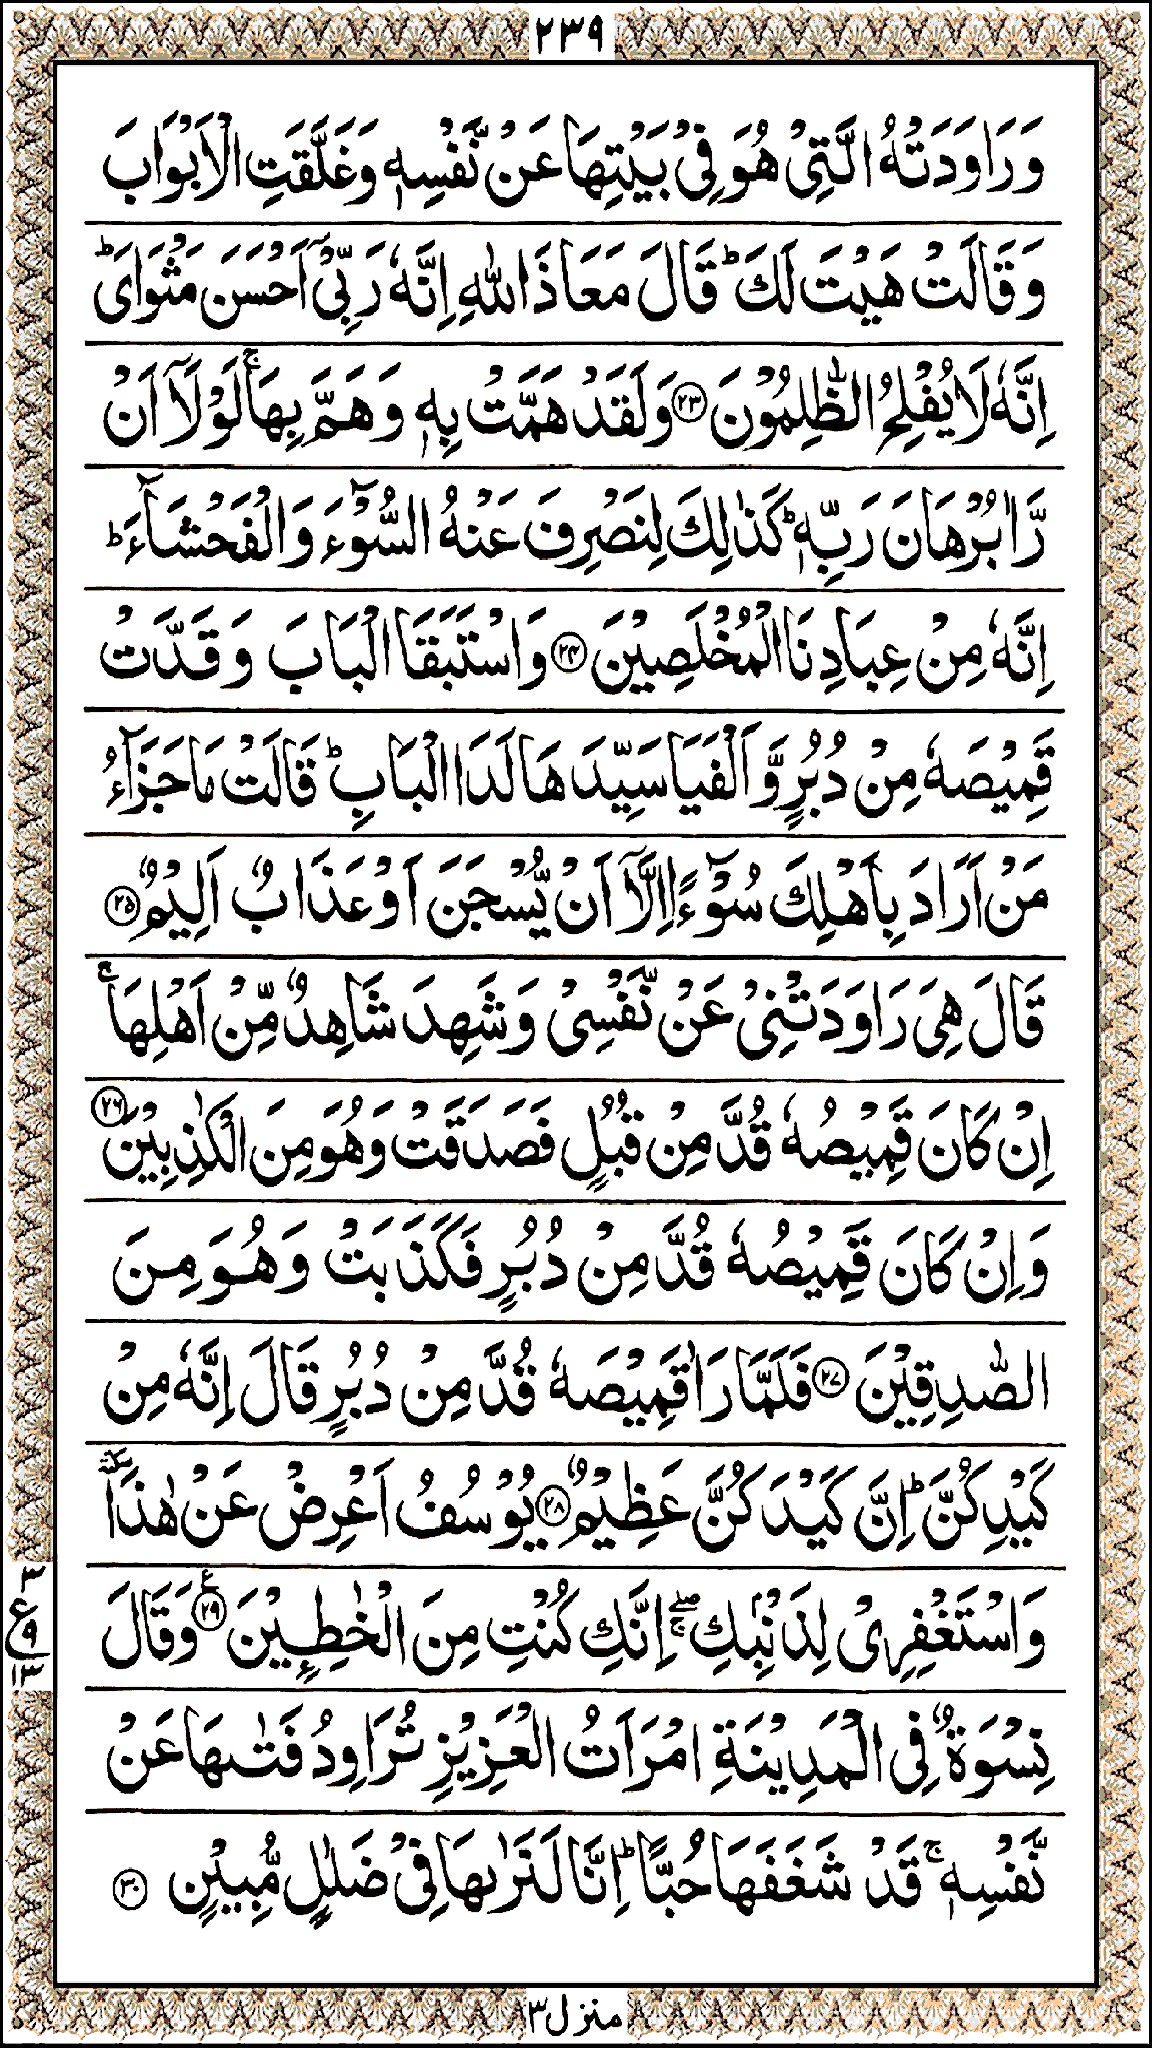 ۲۳۹
وَرَاوَدَتْهُ الَّتِیْ هُوَ فِیْ بَیْتِهَا عَنْ نَّفْسِهٖ وَغَلَّقَتِ الْاَبْوَابَ
وَقَالَتْ هَیْتَ لَكَ ؕ قَالَ مَعَاذَ اللّٰهِ اِنَّهٗ رَبِّیْۤ اَحْسَنَ مَثْوَایَ ؕ
اِنَّهٗ لَا یُفْلِحُ الظّٰلِمُوْنَ ۝۲۳ وَلَقَدْ هَمَّتْ بِهٖ وَهَمَّ بِهَا ۚ لَوْلَاۤ اَنْ
رَّاٰ بُرْهَانَ رَبِّهٖ ؕ كَذٰلِكَ لِنَصْرِفَ عَنْهُ السُّوْٓءَ وَالْفَحْشَآءَ ؕ
اِنَّهٗ مِنْ عِبَادِنَا الْمُخْلَصِیْنَ ۝۲۴ وَاسْتَبَقَا الْبَابَ وَقَدَّتْ
قَمِیْصَهٗ مِنْ دُبُرٍ وَّاَلْفَیَا سَیِّدَهَا لَدَا الْبَابِ ؕ قَالَتْ مَا جَزَآءُ
مَنْ اَرَادَ بِاَهْلِكَ سُوْٓءًا اِلَّاۤ اَنْ یُّسْجَنَ اَوْ عَذَابٌ اَلِیْمٌ ۝۲۵
قَالَ هِیَ رَاوَدَتْنِیْ عَنْ نَّفْسِیْ وَشَهِدَ شَاهِدٌ مِّنْ اَهْلِهَا ۚ
اِنْ كَانَ قَمِیْصُهٗ قُدَّ مِنْ قُبُلٍ فَصَدَقَتْ وَهُوَ مِنَ الْكٰذِبِیْنَ ۝۲۶
وَاِنْ كَانَ قَمِیْصُهٗ قُدَّ مِنْ دُبُرٍ فَكَذَبَتْ وَهُوَ مِنَ
الصّٰدِقِیْنَ ۝۲۷ فَلَمَّا رَاٰ قَمِیْصَهٗ قُدَّ مِنْ دُبُرٍ قَالَ اِنَّهٗ مِنْ
كَیْدِكُنَّ ؕ اِنَّ كَیْدَكُنَّ عَظِیْمٌ ۝۲۸ یُوْسُفُ اَعْرِضْ عَنْ هٰذَا ٚ
وَاسْتَغْفِرِیْ لِذَنْۢبِكِ ۖۚ اِنَّكِ كُنْتِ مِنَ الْخٰطِـِٕیْنَ ۝۲۹ وَقَالَ
نِسْوَةٌ فِی الْمَدِیْنَةِ امْرَاَتُ الْعَزِیْزِ تُرَاوِدُ فَتٰىهَا عَنْ
نَّفْسِهٖ ۚ قَدْ شَغَفَهَا حُبًّا ؕ اِنَّا لَنَرٰىهَا فِیْ ضَلٰلٍ مُّبِیْنٍ ۝۳۰
۳
ع
۹
۱۳
منزل ۳